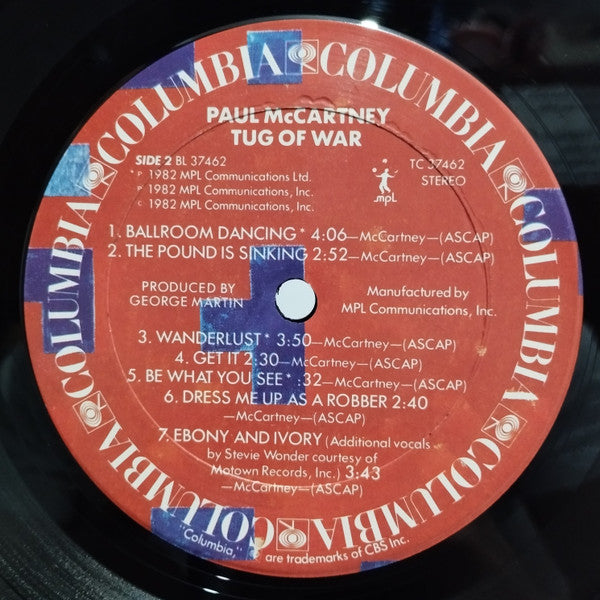 COLUMBIA COLUMBIA COLUMBIA COLUMBIA COLUMBIA COLUMBIA COLUMBIA COLUMBIA
PAUL McCARTNEY
TUG OF WAR
SIDE 2 BL 37462
* ℗ 1982 MPL Communications Ltd.
℗ 1982 MPL Communications, Inc.
© 1982 MPL Communications, Inc.
TC 37462
STEREO
mpl
1. BALLROOM DANCING * 4:06—McCartney—(ASCAP)
2. THE POUND IS SINKING 2:52—McCartney—(ASCAP)
PRODUCED BY
GEORGE MARTIN
Manufactured by
MPL Communications, Inc.
3. WANDERLUST * 3:50—McCartney—(ASCAP)
4. GET IT 2:30—McCartney—(ASCAP)
5. BE WHAT YOU SEE * :32—McCartney—(ASCAP)
6. DRESS ME UP AS A ROBBER 2:40
—McCartney—(ASCAP)
7. EBONY AND IVORY (Additional vocals
by Stevie Wonder courtesy of
Motown Records, Inc.) 3:43
—McCartney—(ASCAP)
"Columbia," are trademarks of CBS Inc.